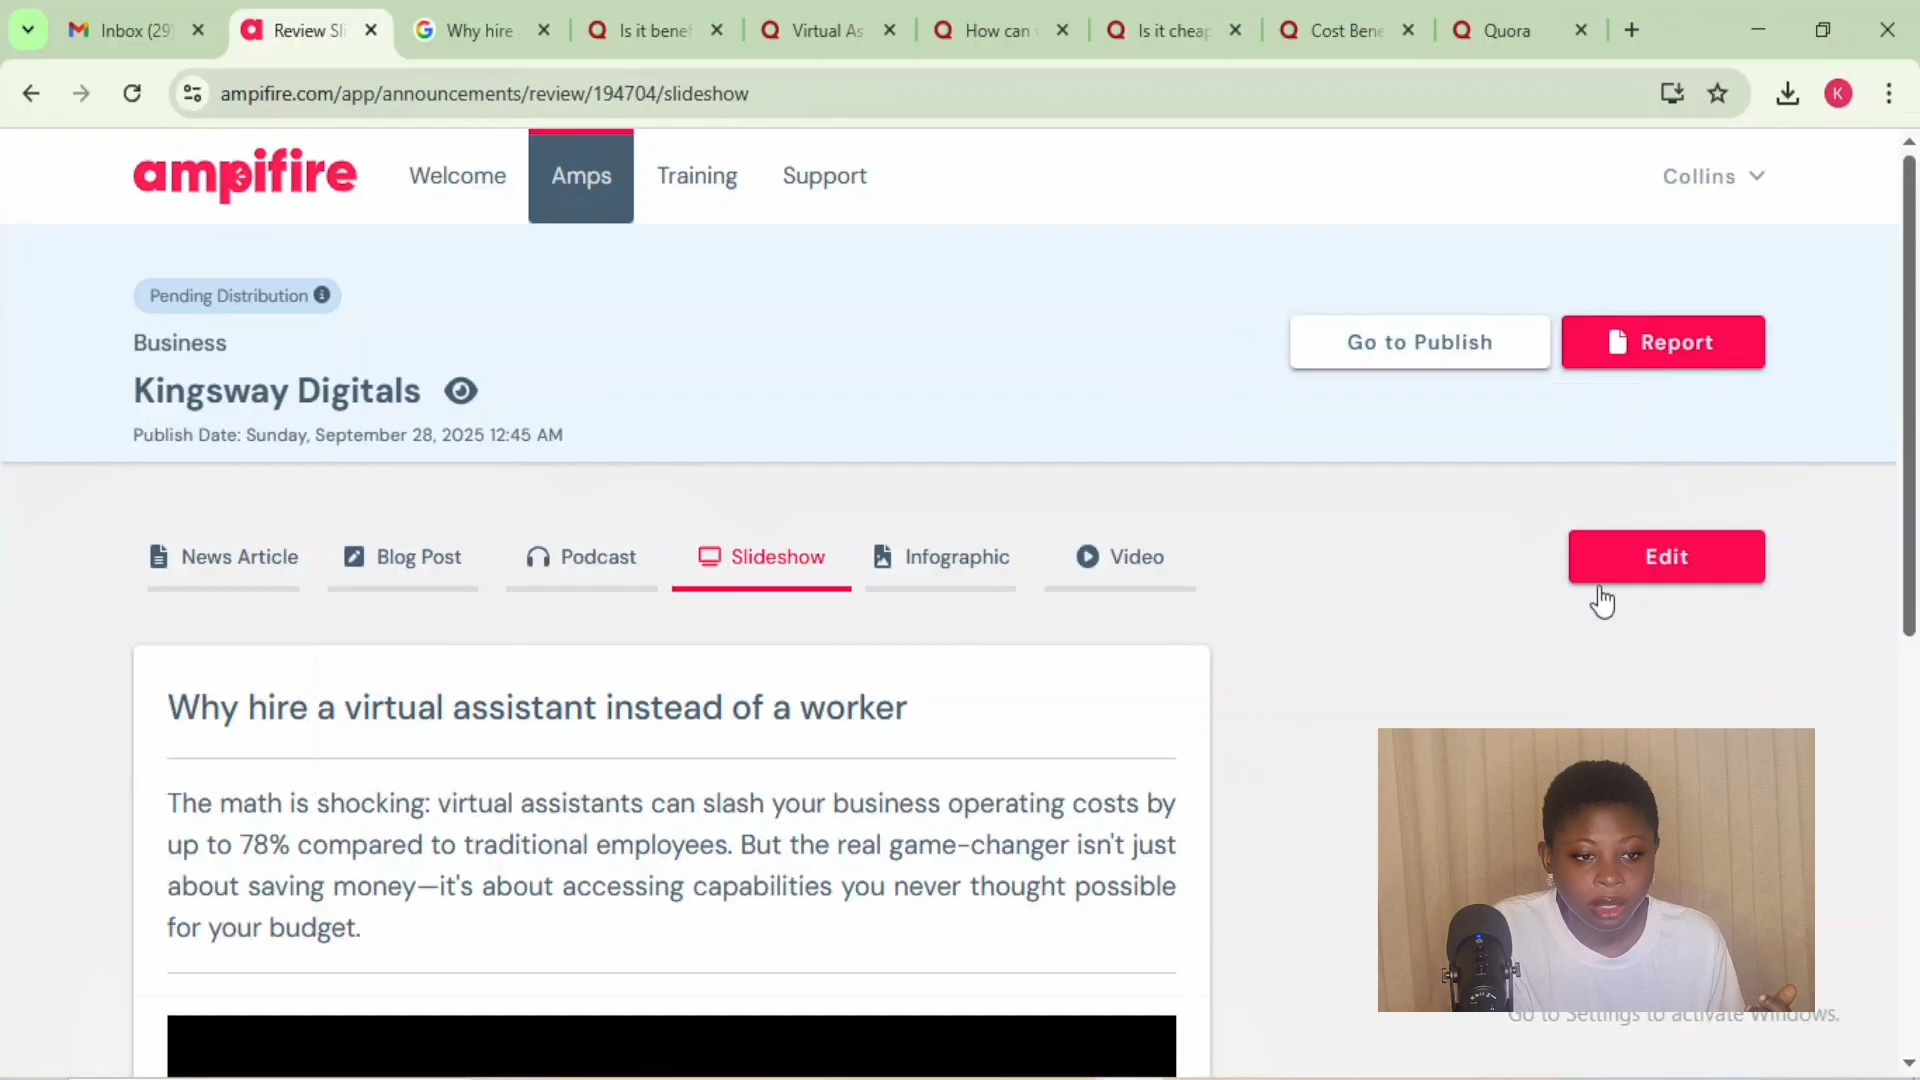 Inbox (29)
Review Sli
Why hire
Is it benef
Virtual As
How can
Is it cheap
Cost Bene
Quora
ampifire.com/app/announcements/review/194704/slideshow
K
ampifire
Welcome
Amps
Training
Support
Collins
Pending Distribution
Business
Kingsway Digitals
Publish Date: Sunday, September 28, 2025 12:45 AM
Go to Publish
Report
News Article
Blog Post
Podcast
Slideshow
Infographic
Video
Edit
Why hire a virtual assistant instead of a worker
The math is shocking: virtual assistants can slash your business operating costs by
up to 78% compared to traditional employees. But the real game-changer isn't just
about saving money—it's about accessing capabilities you never thought possible
for your budget.
Go to Settings to activate Windows.